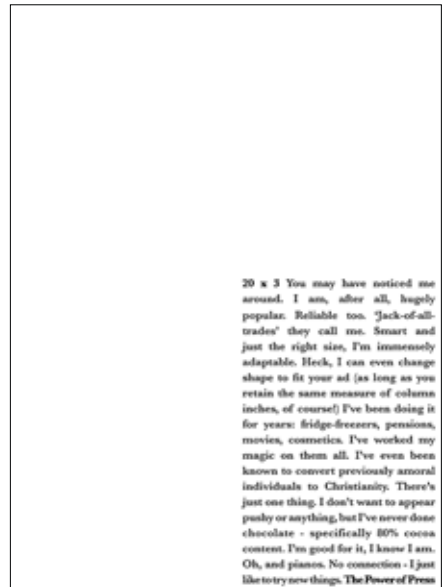 20 x 3 You may have noticed me
around. I am, after all, hugely
popular. Reliable too. ‘Jack-of-all-
trades’ they call me. Smart and
just the right size, I’m immensely
adaptable. Heck, I can even change
shape to fit your ad (as long as you
retain the same measure of column
inches, of course!) I’ve been doing it
for years: fridge-freezers, pensions,
movies, cosmetics. I’ve worked my
magic on them all. I’ve even been
known to convert previously amoral
individuals to Christianity. There’s
just one thing. I don’t want to appear
pushy or anything, but I’ve never done
chocolate - specifically 80% cocoa
content. I’m good for it, I know I am.
Oh, and pianos. No connection - I just
like to try new things. The Power of Press